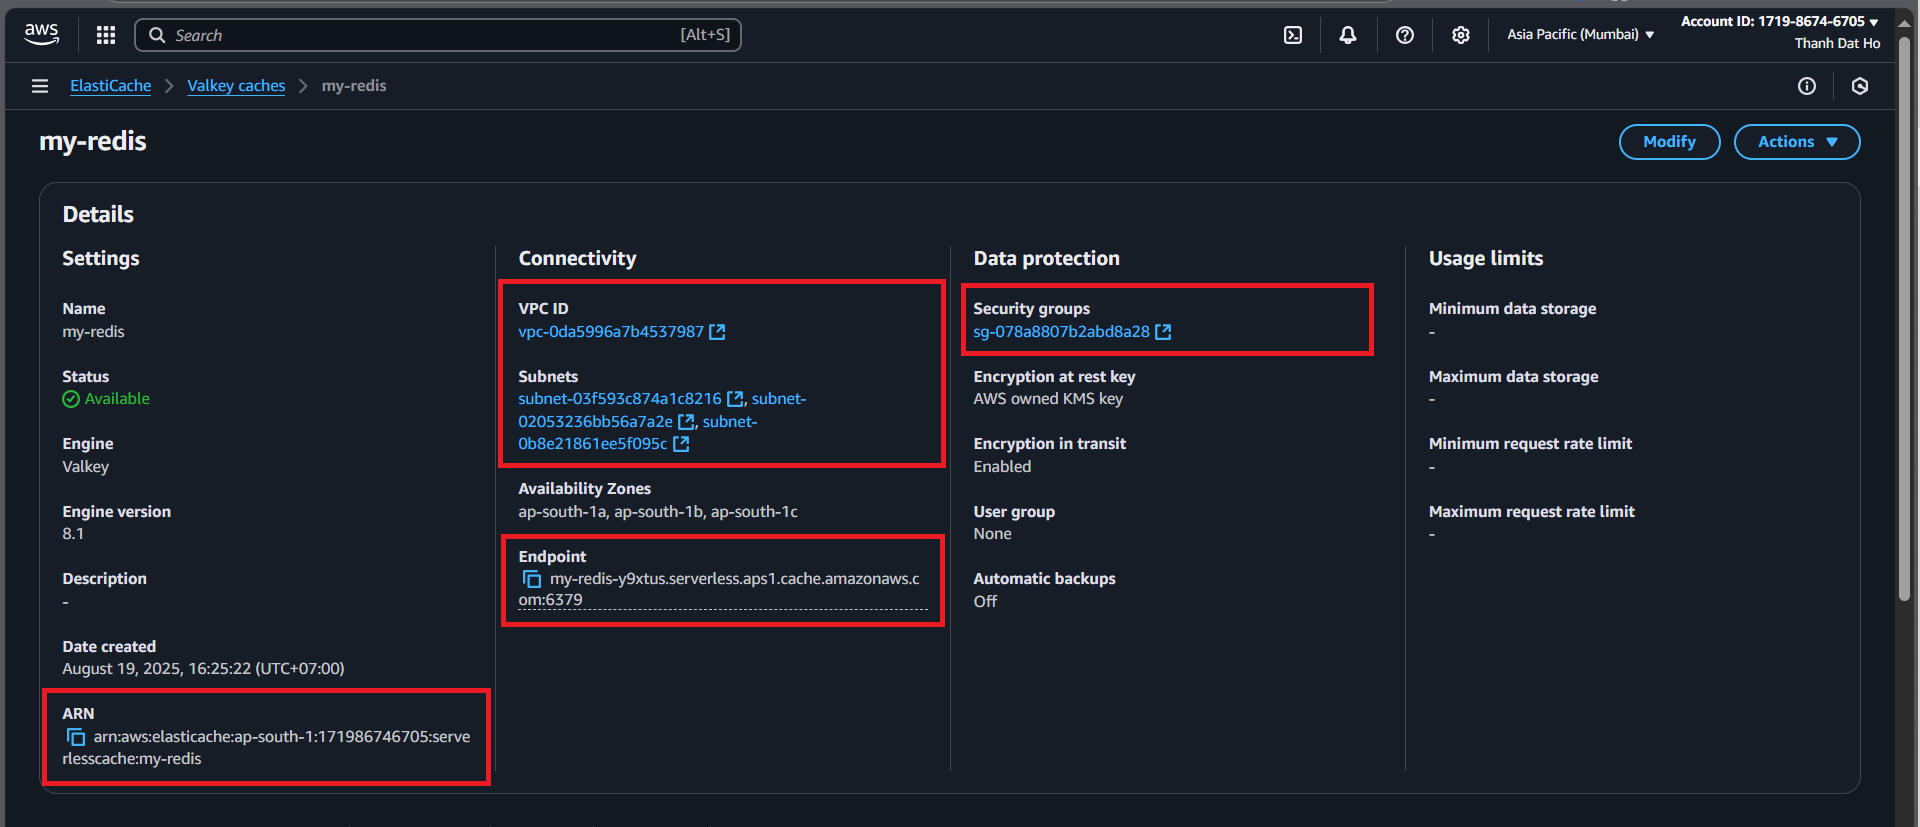 aws
Search
[Alt+S]
Asia Pacific (Mumbai)
Account ID: 1719-8674-6705
Thanh Dat Ho
ElastiCache
Valkey caches
my-redis
my-redis
Modify
Actions
Details
Settings
Name
my-redis
Status
Available
Engine
Valkey
Engine version
8.1
Description
-
Date created
August 19, 2025, 16:25:22 (UTC+07:00)
ARN
arn:aws:elasticache:ap-south-1:171986746705:serve
rlesscache:my-redis
Connectivity
VPC ID
vpc-0da5996a7b4537987
Subnets
subnet-03f593c874a1c8216, subnet-
02053236bb56a7a2e, subnet-
0b8e21861ee5f095c
Availability Zones
ap-south-1a, ap-south-1b, ap-south-1c
Endpoint
my-redis-y9xtus.serverless.aps1.cache.amazonaws.c
om:6379
Data protection
Security groups
sg-078a8807b2abd8a28
Encryption at rest key
AWS owned KMS key
Encryption in transit
Enabled
User group
None
Automatic backups
Off
Usage limits
Minimum data storage
-
Maximum data storage
-
Minimum request rate limit
-
Maximum request rate limit
-